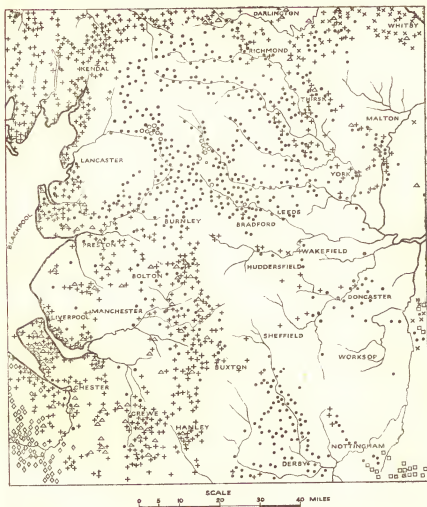 DARLINGTON
WHITBY
RICHMOND
KENDAL
THIRSK
MALTON
LANCASTER
YORK
LEEDS
BURNLEY
BRADFORD
BLACKPOOL
PRESTON
WAKEFIELD
HUDDERSFIELD
BOLTON
DONCASTER
LIVERPOOL
MANCHESTER
SHEFFIELD
WORKSOP
BUXTON
CHESTER
CREWE
HANLEY
NOTTINGHAM
DERBY
SCALE
0 5 10 20 30 40 MILES